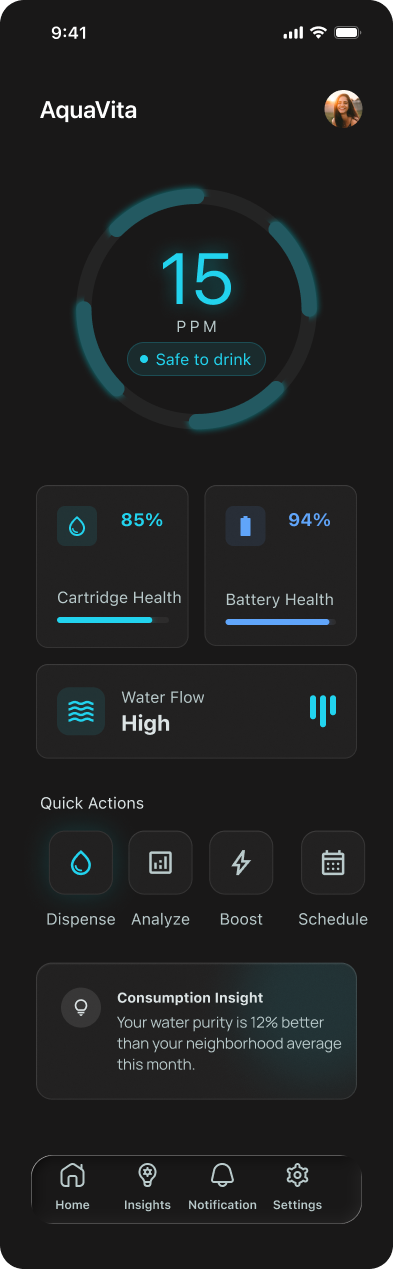 9:41
AquaVita
15
PPM
Safe to drink
85%
94%
Cartridge Health
Battery Health
Water Flow
High
Quick Actions
Dispense Analyze Boost Schedule
Consumption Insight
Your water purity is 12% better
than your neighborhood average
this month.
Home Insights Notification Settings